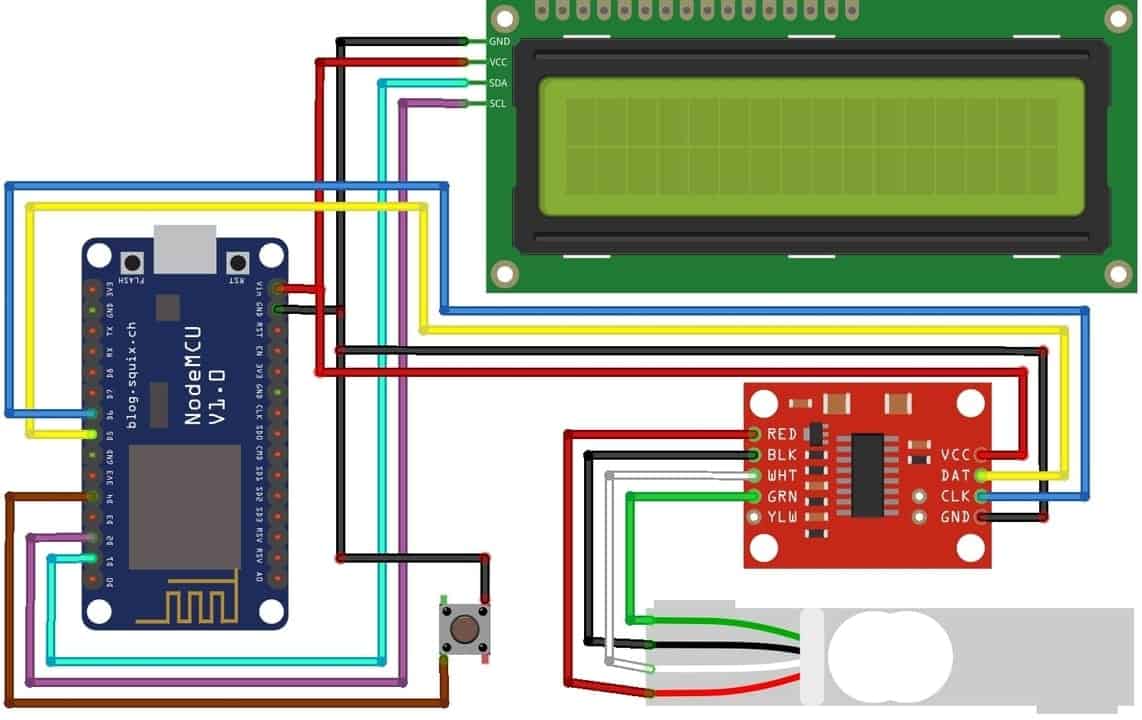 GND
VCC
SDA
SCL
FLASH
RST
3V3
GND
TX
RX
D8
D7
D6
D5
GND
3V3
D4
D3
D2
D1
D0
blog.squix.ch
NodeMCU
V1.0
Vin
GND
RST
EN
3V3
GND
CLK
SD0
CMD
SD1
SD2
SD3
RSV
RSV
A0
RED
BLK
WHT
GRN
YLW
VCC
DAT
CLK
GND